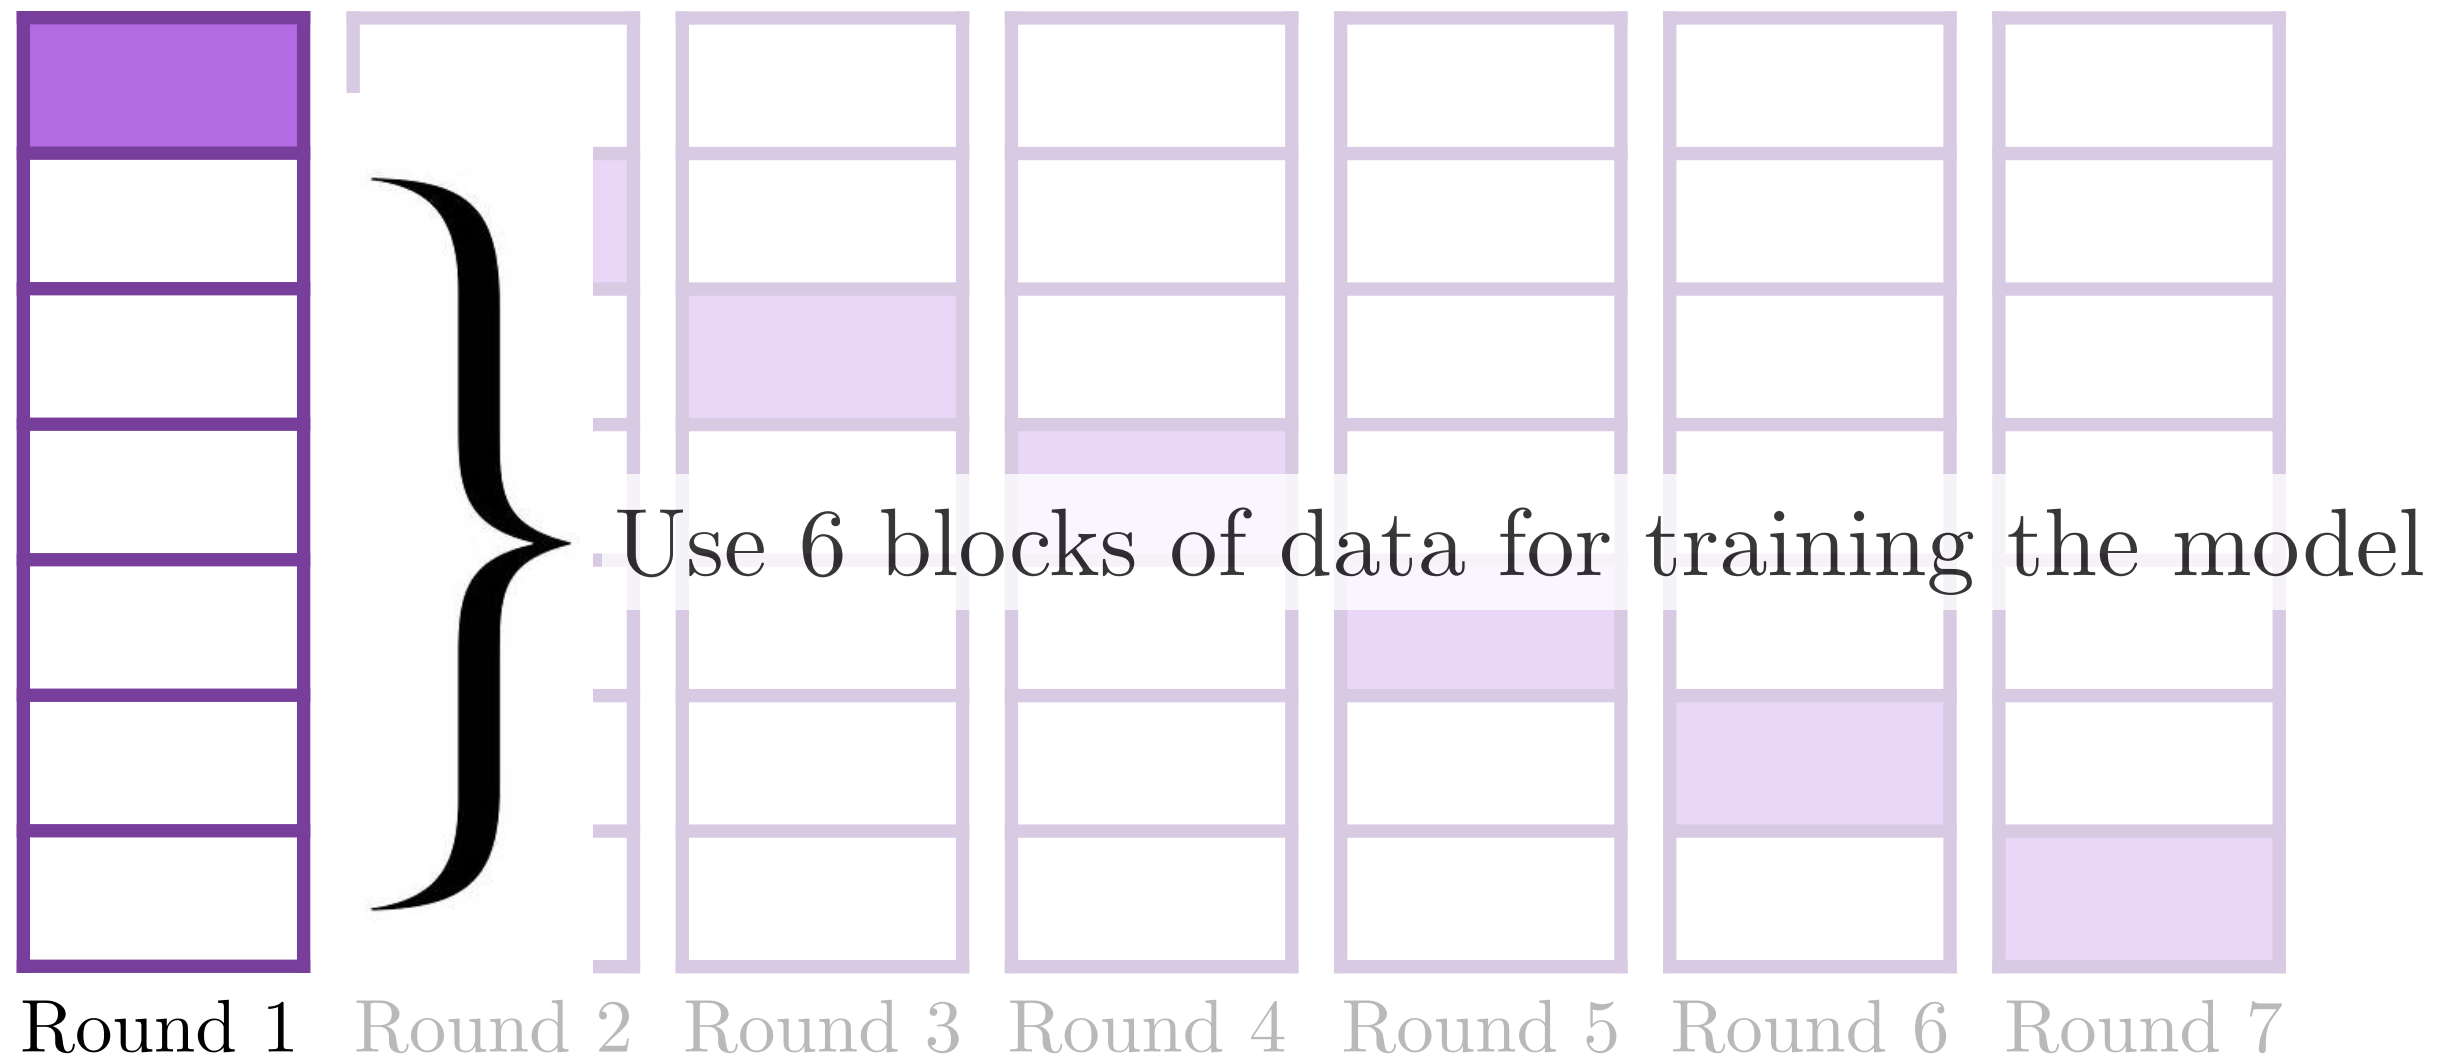 Use 6 blocks of data for training the model
Round 1 Round 2 Round 3 Round 4 Round 5 Round 6 Round 7